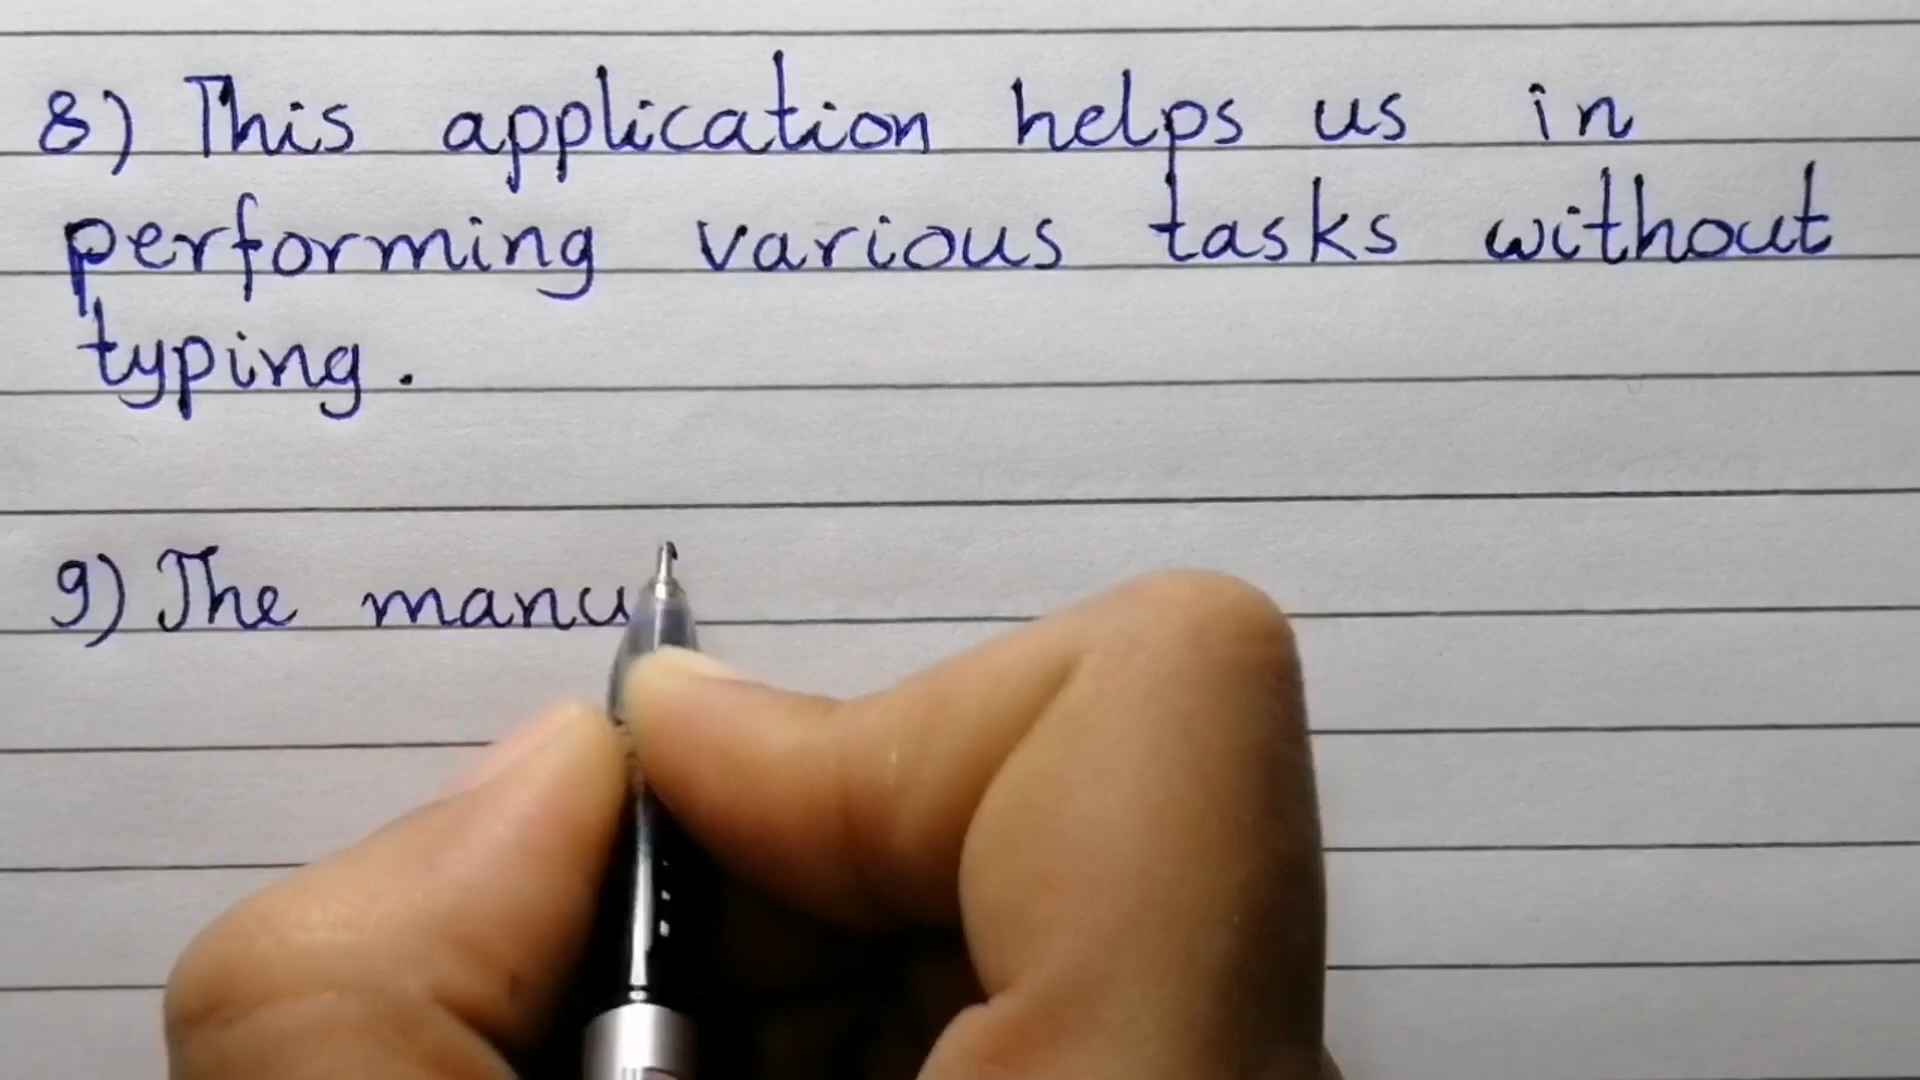 8) This application helps us in
performing various tasks without
typing.
9) The manu